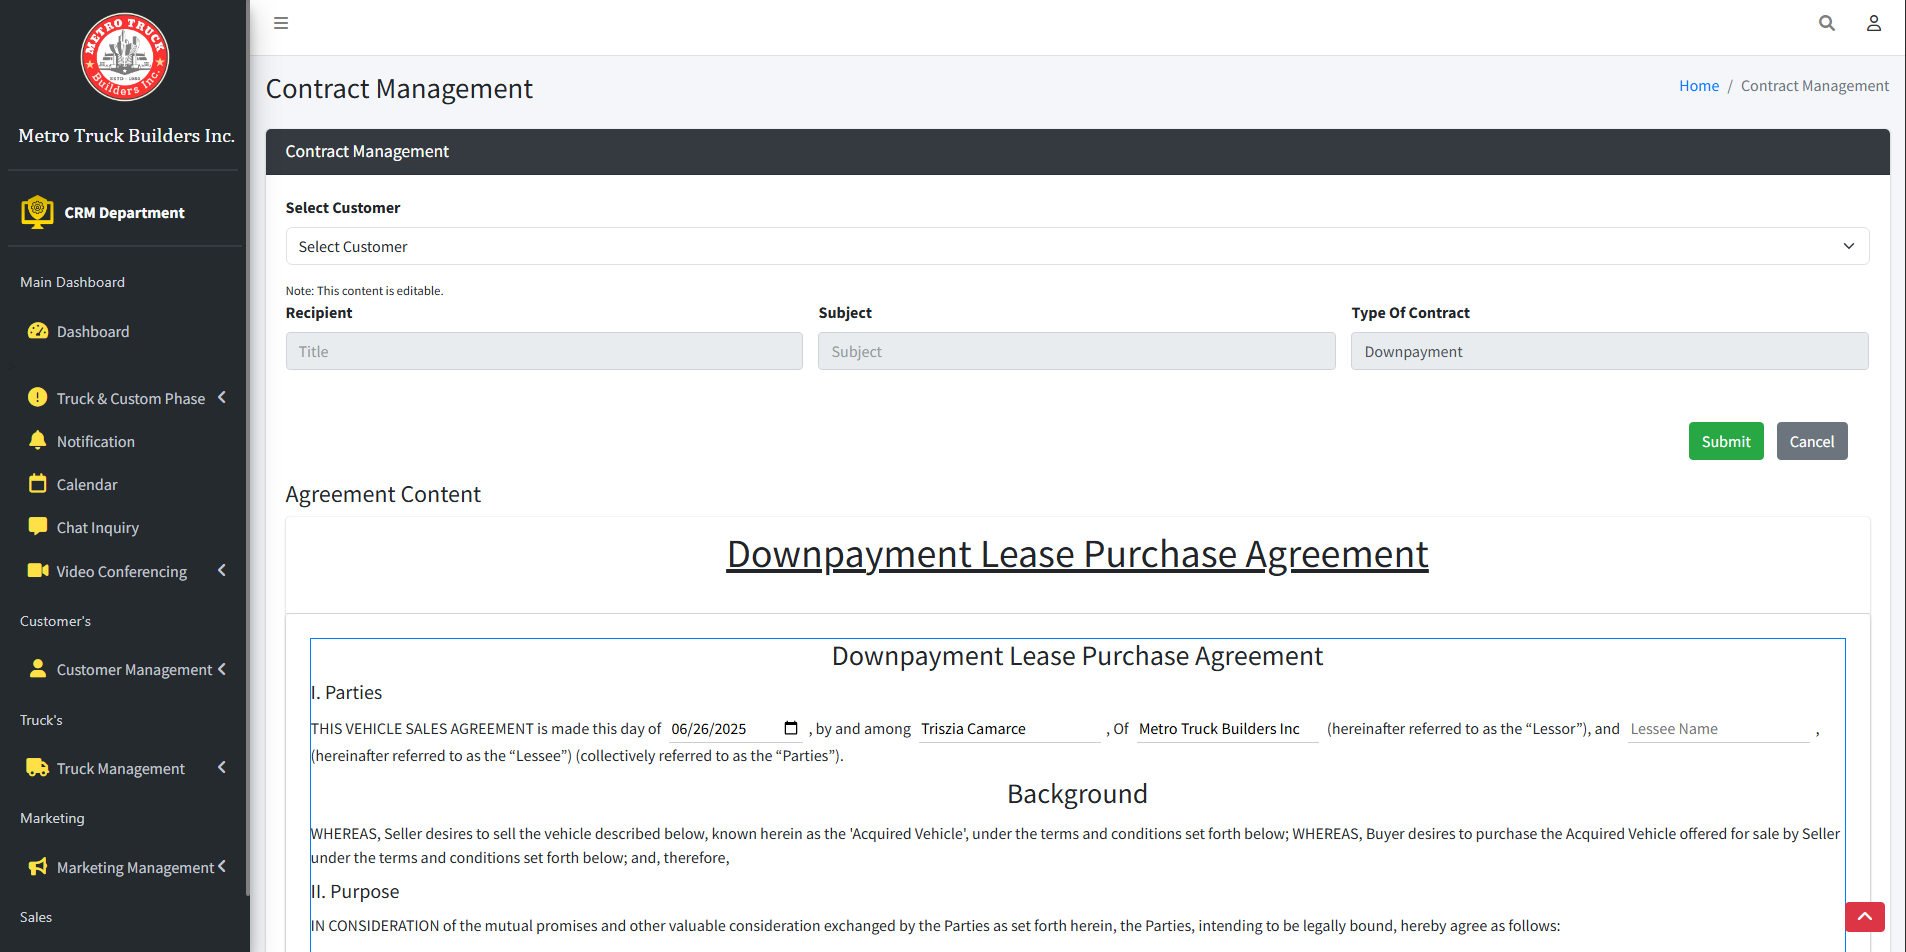 METRO TRUCK
ESTD - 1988
Builders Inc.
Metro Truck Builders Inc.
CRM Department
Main Dashboard
Dashboard
Truck & Custom Phase
Notification
Calendar
Chat Inquiry
Video Conferencing
Customer's
Customer Management
Truck's
Truck Management
Marketing
Marketing Management
Sales
Contract Management
Home / Contract Management
Contract Management
Select Customer
Select Customer
Note: This content is editable.
Recipient Subject Type Of Contract
Title Subject Downpayment
Submit Cancel
Agreement Content
Downpayment Lease Purchase Agreement
Downpayment Lease Purchase Agreement
I. Parties
THIS VEHICLE SALES AGREEMENT is made this day of 06/26/2025 , by and among Triszia Camarce , Of Metro Truck Builders Inc (hereinafter referred to as the “Lessor”), and Lessee Name ,
(hereinafter referred to as the “Lessee”) (collectively referred to as the “Parties”).
Background
WHEREAS, Seller desires to sell the vehicle described below, known herein as the 'Acquired Vehicle', under the terms and conditions set forth below; WHEREAS, Buyer desires to purchase the Acquired Vehicle offered for sale by Seller
under the terms and conditions set forth below; and, therefore,
II. Purpose
IN CONSIDERATION of the mutual promises and other valuable consideration exchanged by the Parties as set forth herein, the Parties, intending to be legally bound, hereby agree as follows: